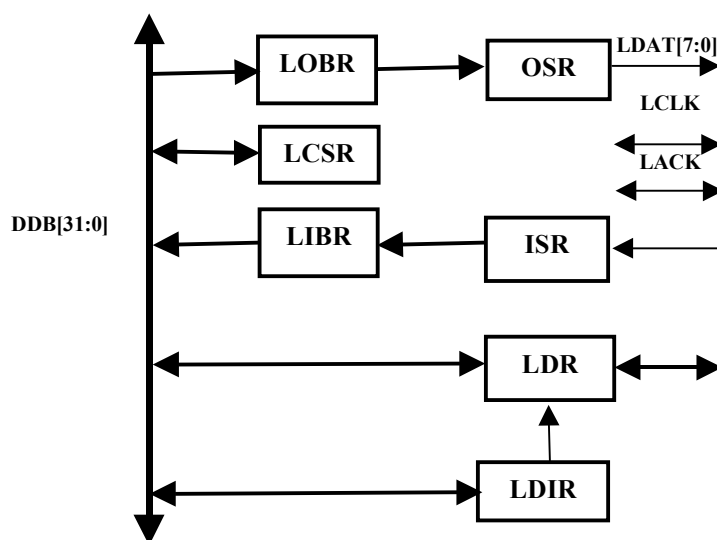 LDAT[7:0]
LOBR
OSR
LCLK
LCSR
LACK
DDB[31:0]
LIBR
ISR
LDR
LDIR